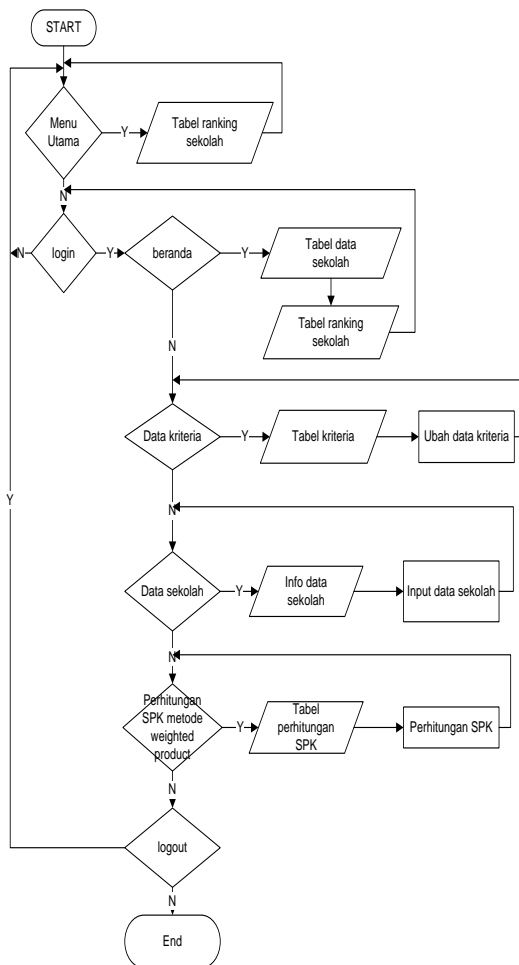 START
Menu
Utama
Y
Tabel ranking
sekolah
N
N
login
Y
beranda
Y
Tabel data
sekolah
Tabel ranking
sekolah
N
Data kriteria
Y
Tabel kriteria
Ubah data kriteria
Y
N
Data sekolah
Y
Info data
sekolah
Input data sekolah
N
Perhitungan
SPK metode
weighted
product
Y
Tabel
perhitungan
SPK
Perhitungan SPK
N
logout
N
End